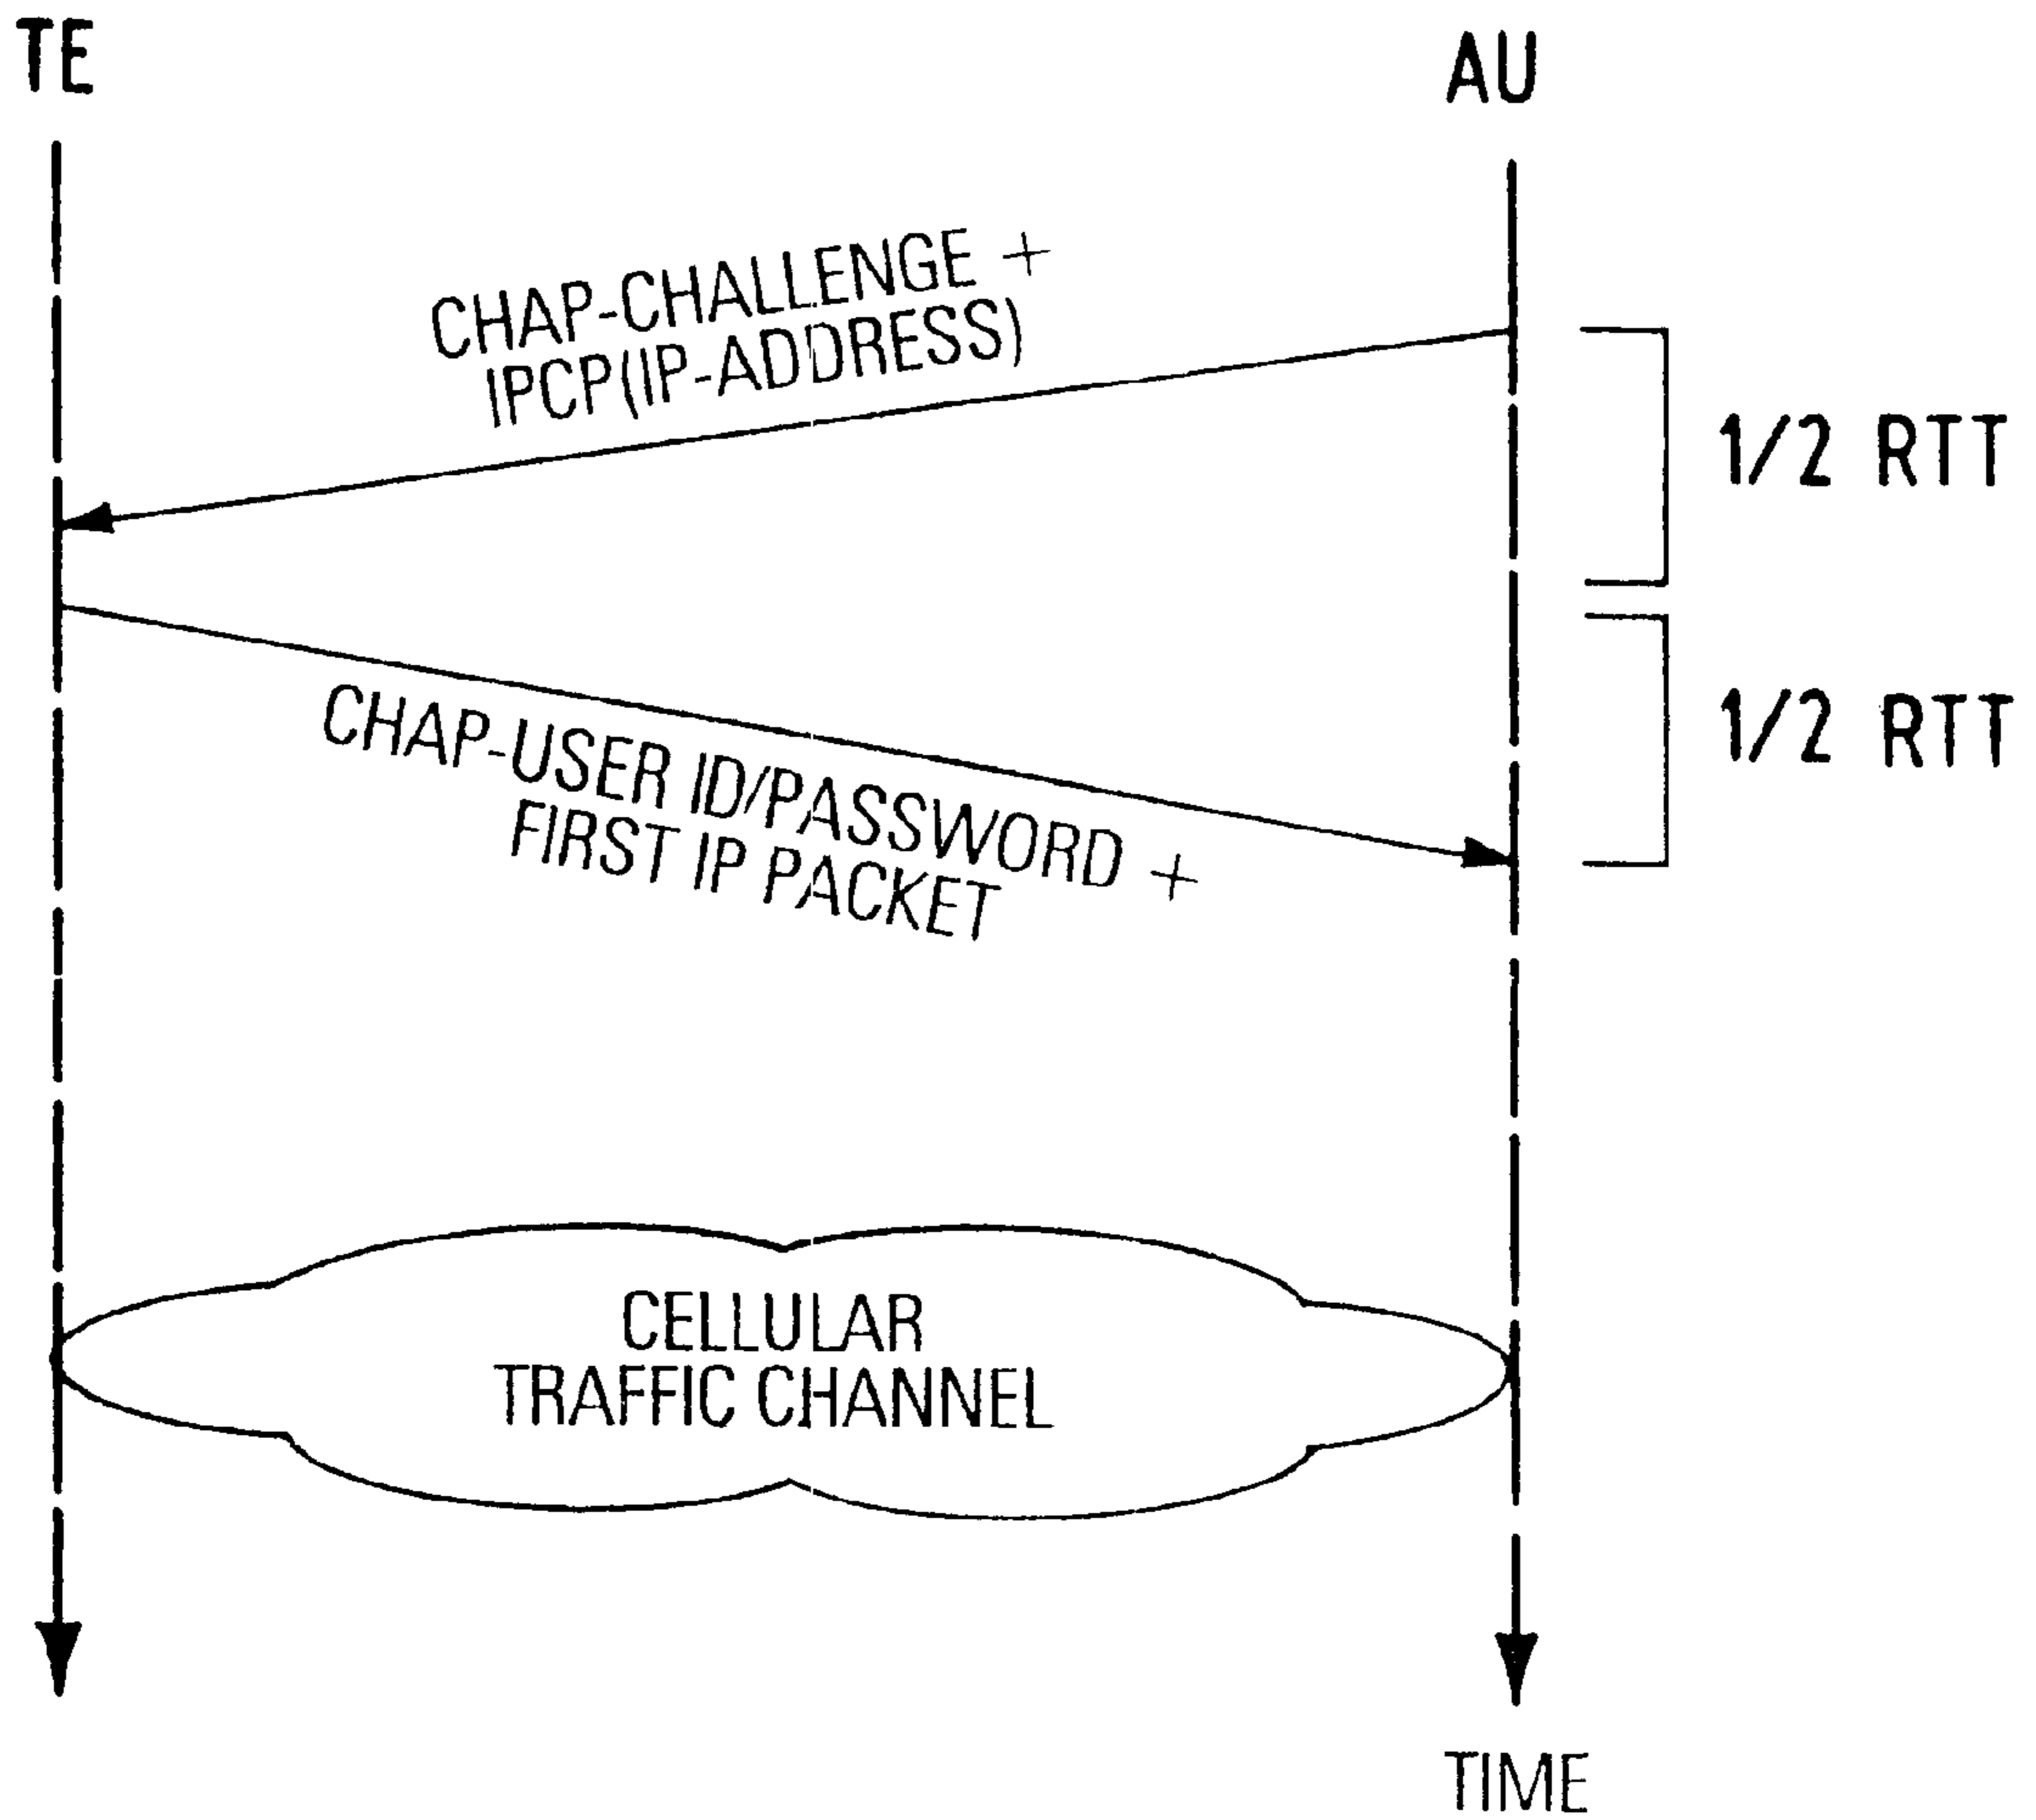 TE
AU
CHAP-CHALLENGE +
IPCP(IP-ADDRESS)
1/2 RTT
1/2 RTT
CHAP-USER ID/PASSWORD +
FIRST IP PACKET
CELLULAR
TRAFFIC CHANNEL
TIME